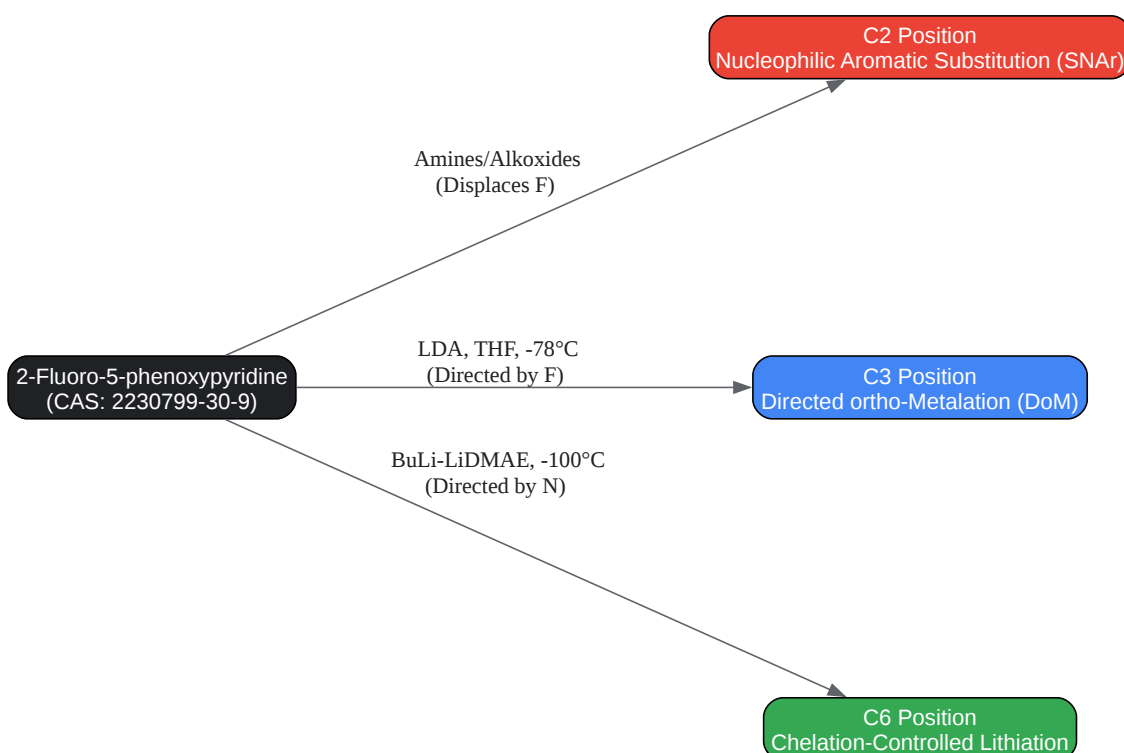 C2 Position
Nucleophilic Aromatic Substitution (SNAr)
Amines/Alkoxides
(Displaces F)
2-Fluoro-5-phenoxypyridine
(CAS: 2230799-30-9)
LDA, THF, -78°C
(Directed by F)
C3 Position
Directed ortho-Metalation (DoM)
BuLi-LiDMAE, -100°C
(Directed by N)
C6 Position
Chelation-Controlled Lithiation